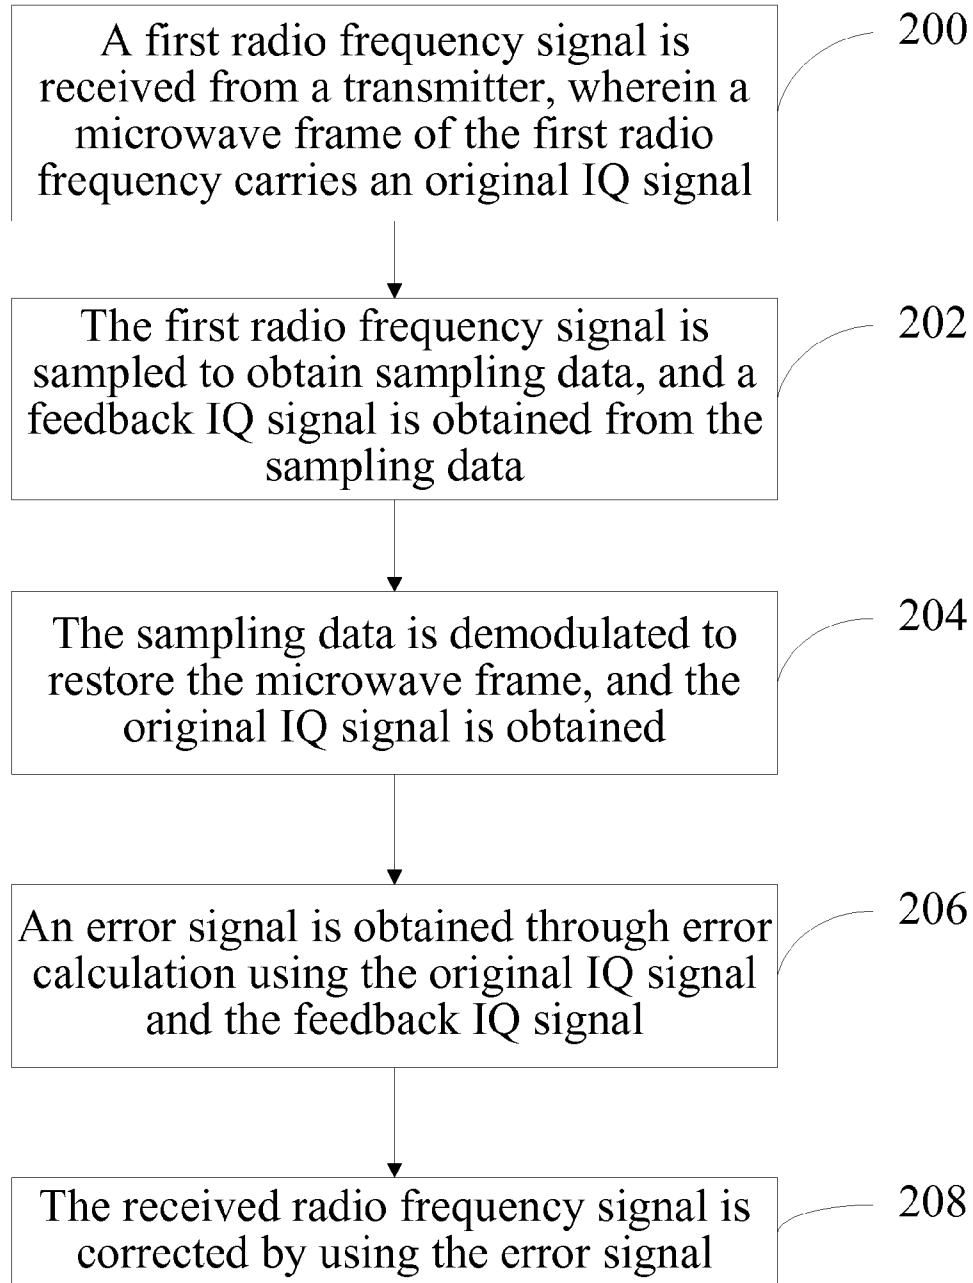 A first radio frequency signal is
received from a transmitter, wherein a
microwave frame of the first radio
frequency carries an original IQ signal
200
The first radio frequency signal is
sampled to obtain sampling data, and a
feedback IQ signal is obtained from the
sampling data
202
The sampling data is demodulated to
restore the microwave frame, and the
original IQ signal is obtained
204
An error signal is obtained through error
calculation using the original IQ signal
and the feedback IQ signal
206
The received radio frequency signal is
corrected by using the error signal
208